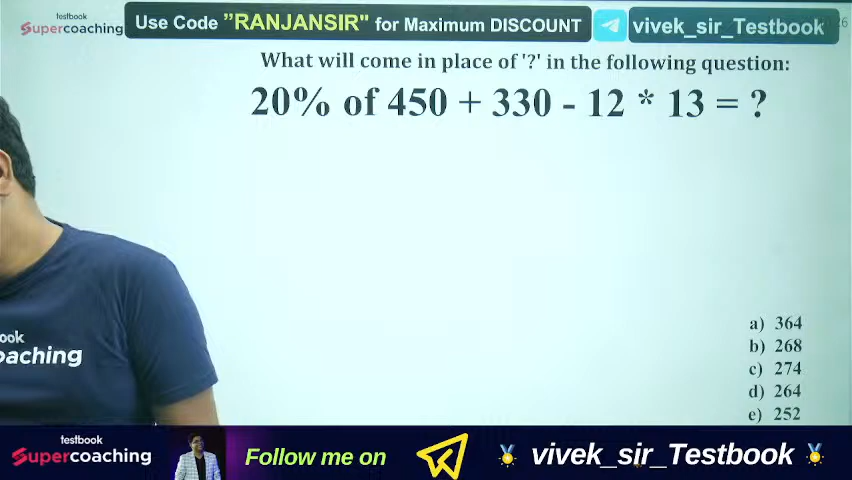 testbook
Supercoaching
Use Code ”RANJANSIR" for Maximum DISCOUNT
vivek_sir_Testbook
What will come in place of '?' in the following question:
20% of 450 + 330 - 12 * 13 = ?
a) 364
b) 268
c) 274
d) 264
e) 252
ook
oaching
testbook
Supercoaching
Follow me on
vivek_sir_Testbook